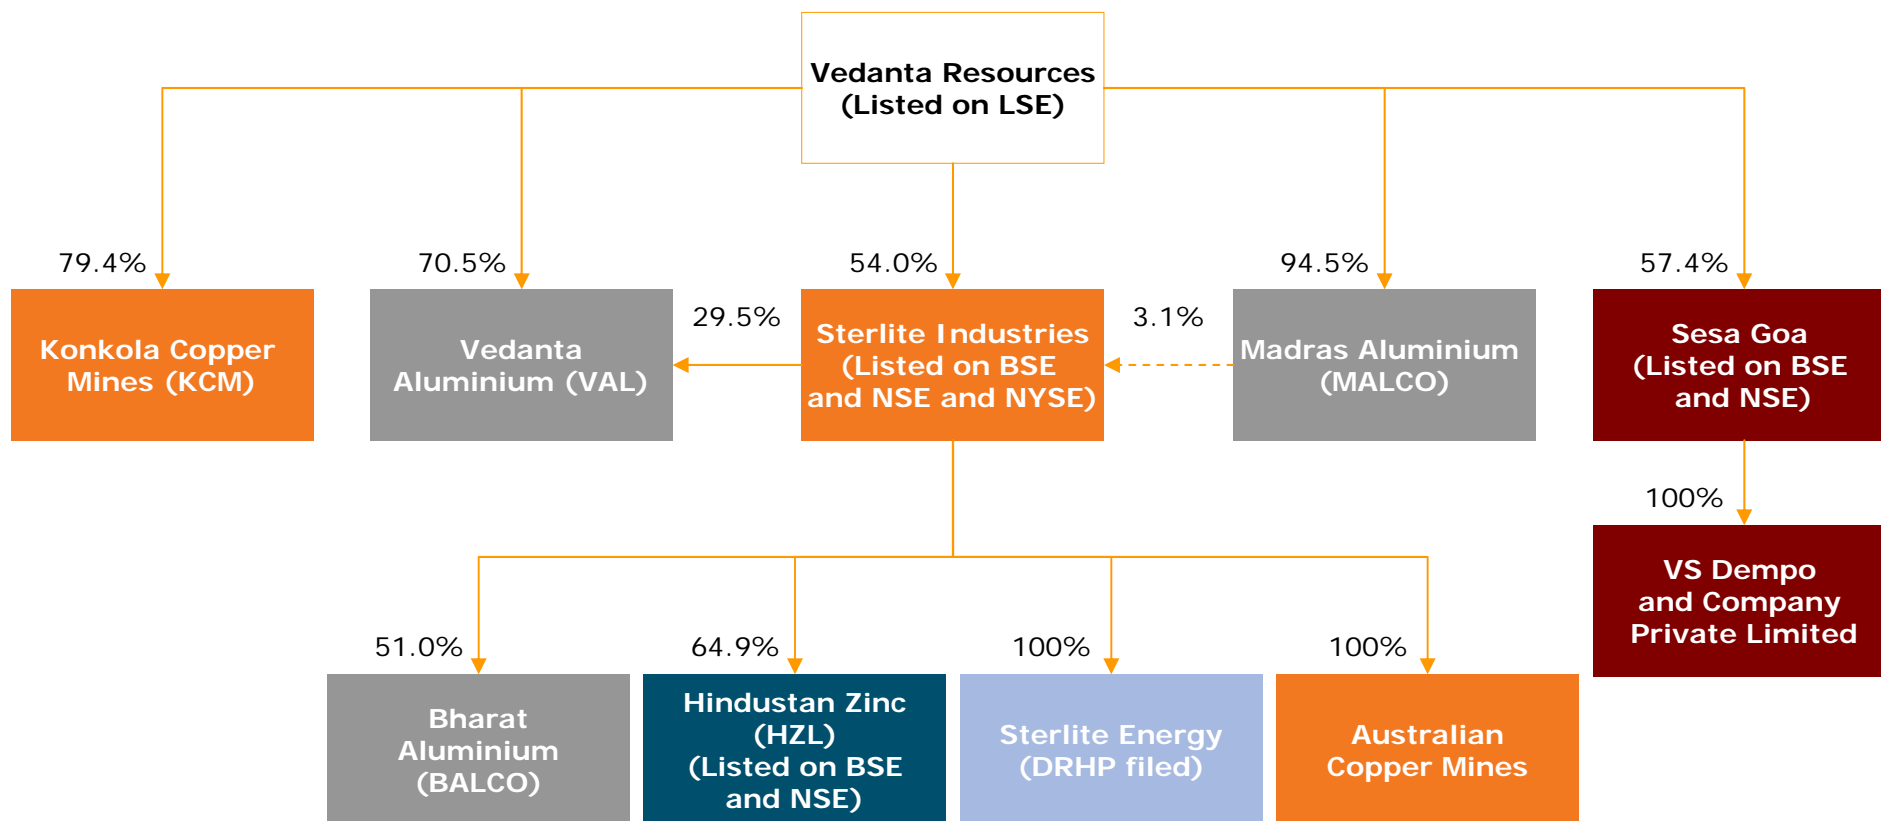 Vedanta Resources
(Listed on LSE)
79.4%
70.5%
54.0%
94.5%
57.4%
Konkola Copper
Mines (KCM)
Vedanta
Aluminium (VAL)
29.5%
Sterlite Industries
(Listed on BSE
and NSE and NYSE)
3.1%
Madras Aluminium
(MALCO)
Sesa Goa
(Listed on BSE
and NSE)
100%
VS Dempo
and Company
Private Limited
51.0%
64.9%
100%
100%
Bharat
Aluminium
(BALCO)
Hindustan Zinc
(HZL)
(Listed on BSE
and NSE)
Sterlite Energy
(DRHP filed)
Australian
Copper Mines